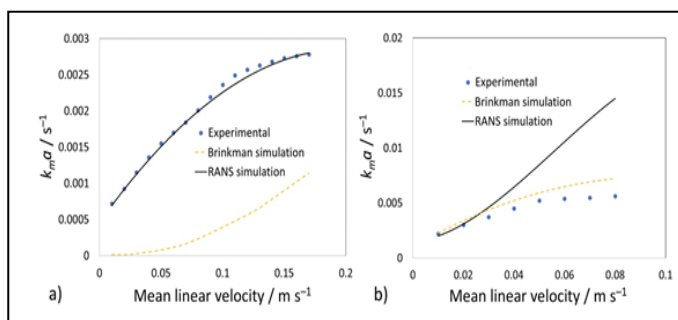 0.003
0.0025
0.002
0.0015
0.001
0.0005
0
kₘa / s⁻¹
Experimental
Brinkman simulation
RANS simulation
0 0.05 0.1 0.15 0.2
a) Mean linear velocity / m s⁻¹
0.02
0.015
0.01
0.005
0
kₘa / s⁻¹
Experimental
Brinkman simulation
RANS simulation
0 0.02 0.04 0.06 0.08 0.1
b) Mean linear velocity / m s⁻¹